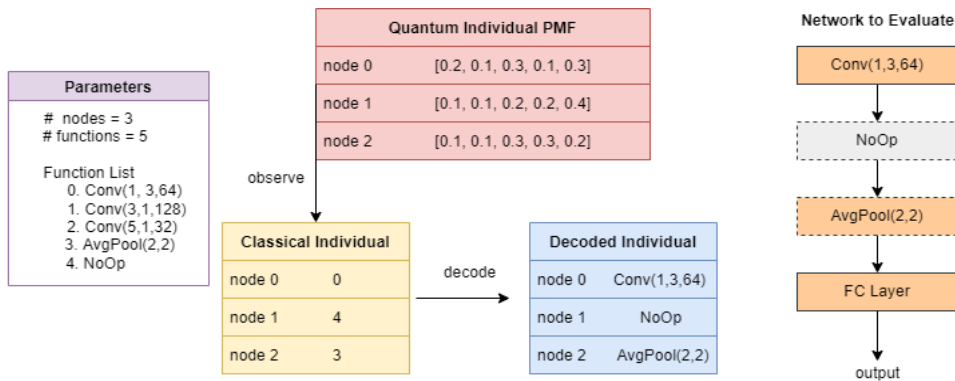 Parameters
# nodes = 3
# functions = 5
Function List
0. Conv(1, 3,64)
1. Conv(3,1,128)
2. Conv(5,1,32)
3. AvgPool(2,2)
4. NoOp
Quantum Individual PMF
node 0 [0.2, 0.1, 0.3, 0.1, 0.3]
node 1 [0.1, 0.1, 0.2, 0.2, 0.4]
node 2 [0.1, 0.1, 0.3, 0.3, 0.2]
observe
Classical Individual
node 0 0
node 1 4
node 2 3
decode
Decoded Individual
node 0 Conv(1,3,64)
node 1 NoOp
node 2 AvgPool(2,2)
Network to Evaluate
Conv(1,3,64)
NoOp
AvgPool(2,2)
FC Layer
output